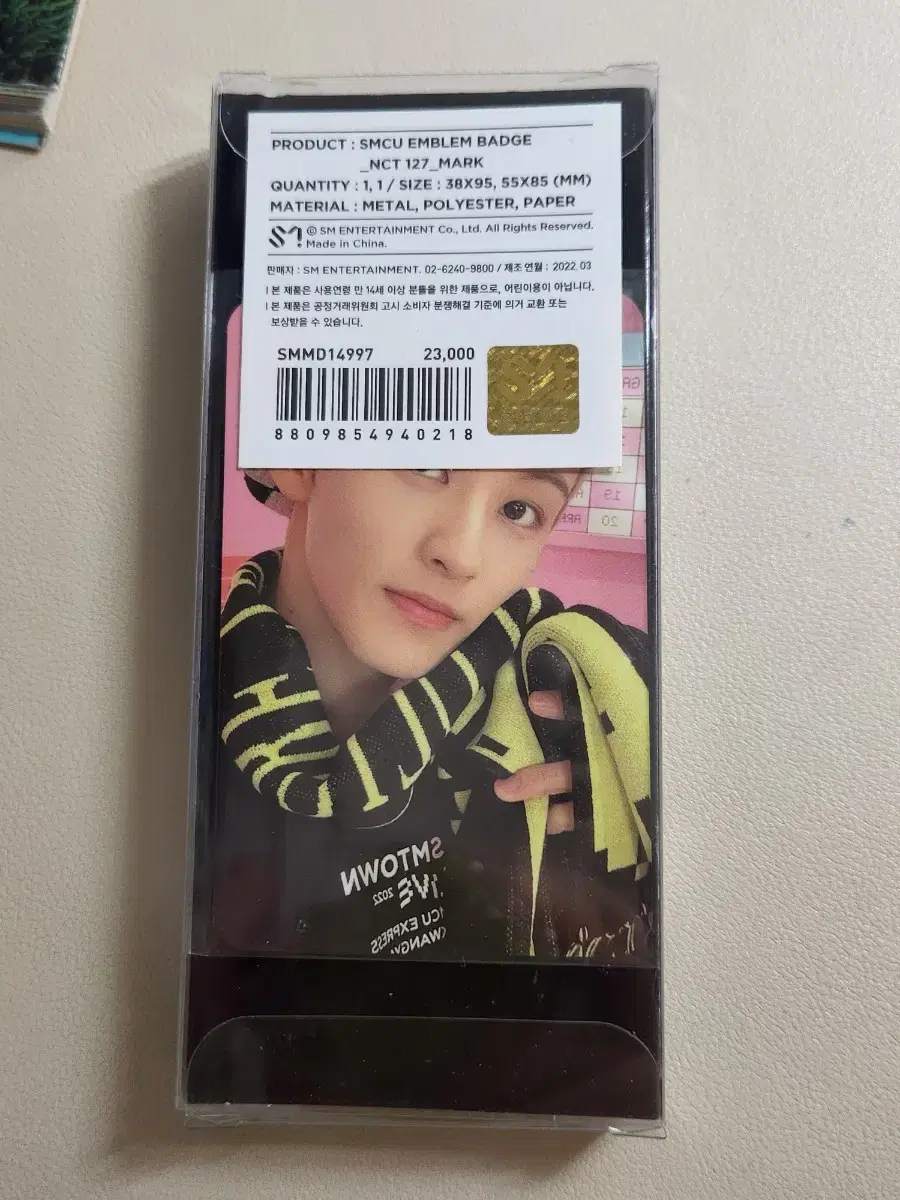 PRODUCT : SMCU EMBLEM BADGE
_NCT 127_MARK
QUANTITY : 1, 1 / SIZE : 38X95, 55X85 (MM)
MATERIAL : METAL, POLYESTER, PAPER
SM © SM ENTERTAINMENT Co., Ltd. All Rights Reserved.
Made in China.
판매자 : SM ENTERTAINMENT. 02-6240-9800 / 제조 연월 : 2022. 03
l 본 제품은 사용연령 만 14세 이상 분들을 위한 제품으로, 어린이용이 아닙니다.
l 본 제품은 공정거래위원회 고시 소비자 분쟁해결 기준에 의거 교환 또는
보상받을 수 있습니다.
SMMD14997 23,000
8809854940218
19
20
SMTOWN
LIVE 2022
CU EXPRESS